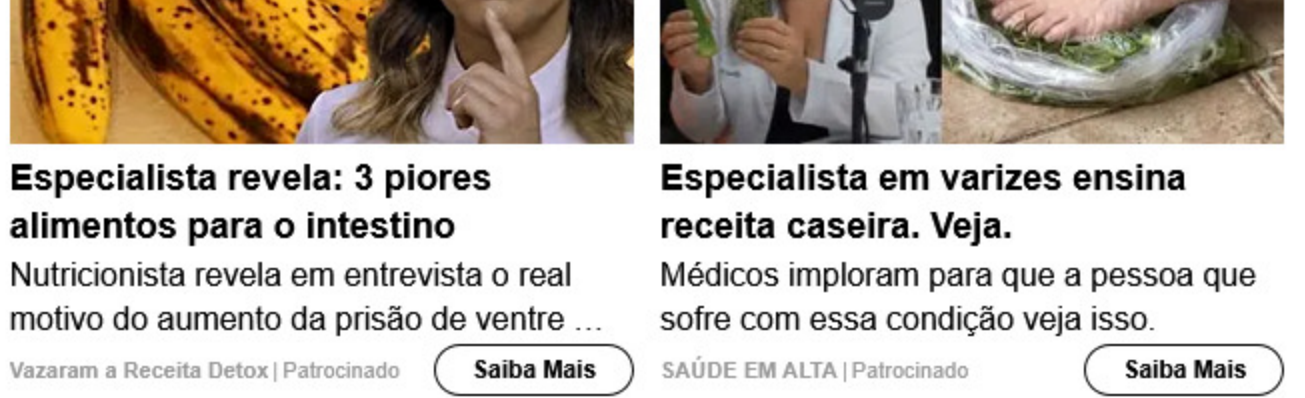 Especialista revela: 3 piores
alimentos para o intestino
Nutricionista revela em entrevista o real
motivo do aumento da prisão de ventre ...
Vazaram a Receita Detox | Patrocinado
Saiba Mais
Especialista em varizes ensina
receita caseira. Veja.
Médicos imploram para que a pessoa que
sofre com essa condição veja isso.
SAÚDE EM ALTA | Patrocinado
Saiba Mais